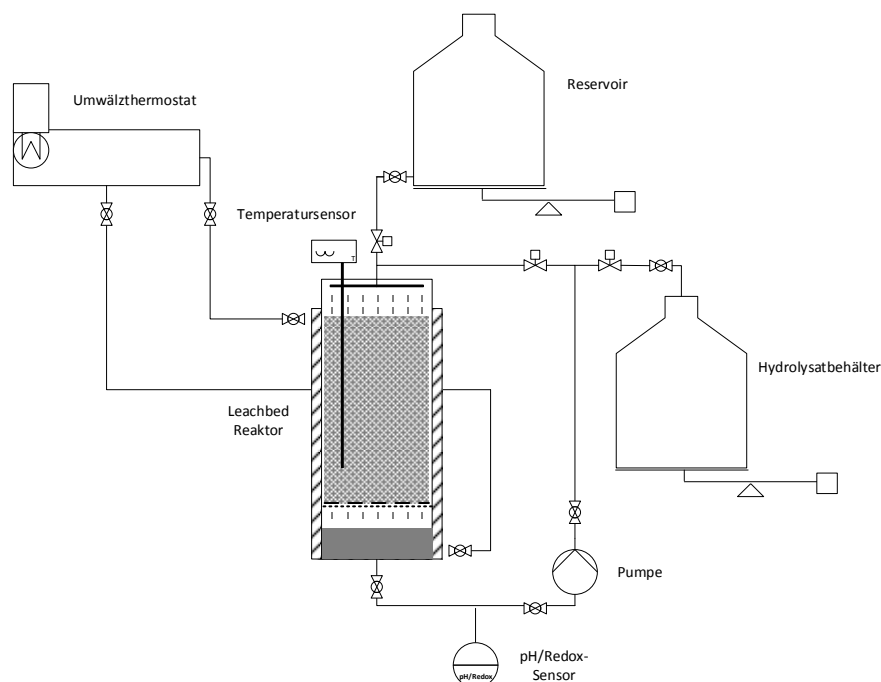 Umwälzthermostat
Reservoir
Temperatursensor
T
Leachbed
Reaktor
Hydrolysatbehälter
Pumpe
pH/Redox
pH/Redox-
Sensor